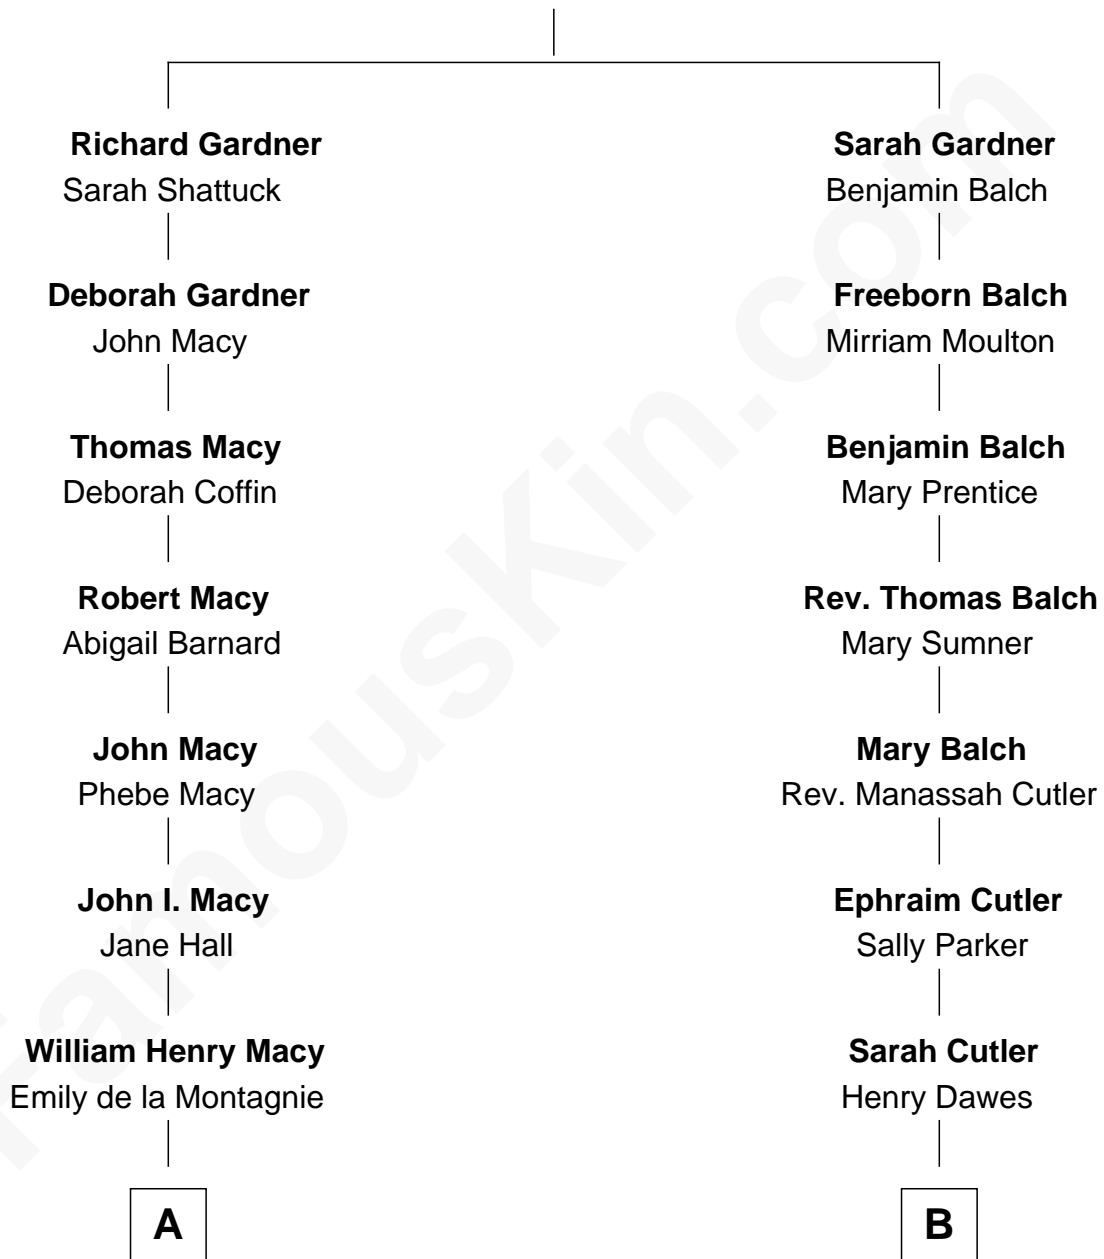 Richard Gardner
Sarah Shattuck
Deborah Gardner
John Macy
Thomas Macy
Deborah Coffin
Robert Macy
Abigail Barnard
John Macy
Phebe Macy
John I. Macy
Jane Hall
William Henry Macy
Emily de la Montagnie
A
Sarah Gardner
Benjamin Balch
Freeborn Balch
Mirriam Moulton
Benjamin Balch
Mary Prentice
Rev. Thomas Balch
Mary Sumner
Mary Balch
Rev. Manassah Cutler
Ephraim Cutler
Sally Parker
Sarah Cutler
Henry Dawes
B
FamousKin.com